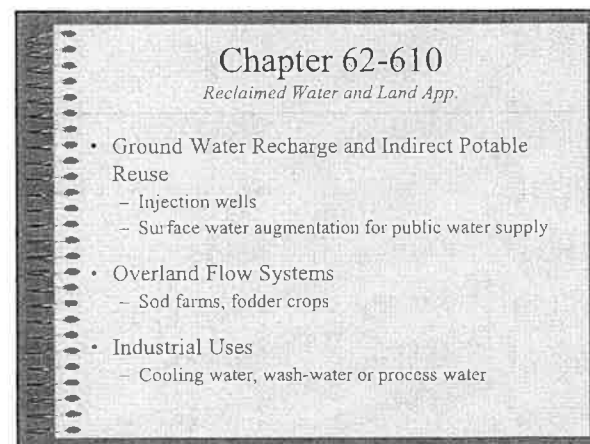 Chapter 62-610
Reclaimed Water and Land App.
• Ground Water Recharge and Indirect Potable
Reuse
– Injection wells
– Surface water augmentation for public water supply
• Overland Flow Systems
– Sod farms, fodder crops
• Industrial Uses
– Cooling water, wash-water or process water